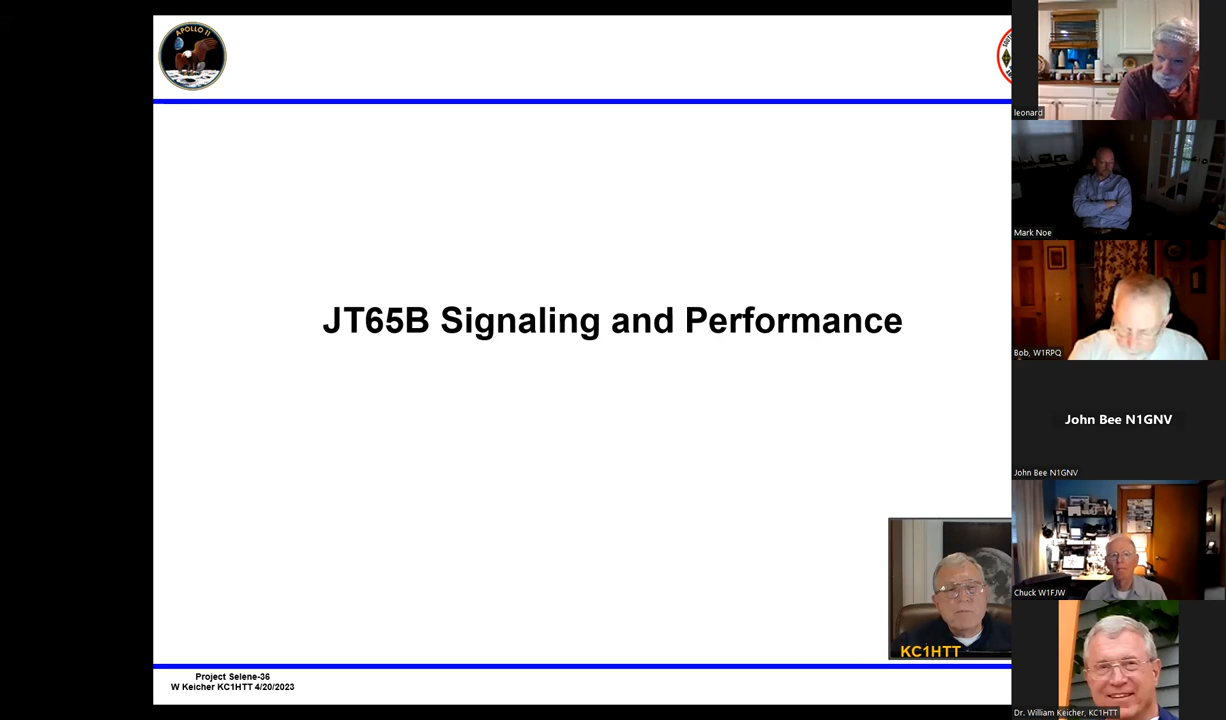 APOLLO 11
JT65B Signaling and Performance
KC1HTT
Project Selene-36
W Keicher KC1HTT 4/20/2023
leonard
Mark Noe
Bob, W1RPQ
John Bee N1GNV
John Bee N1GNV
Chuck W1FJW
Dr. William Keicher, KC1HTT